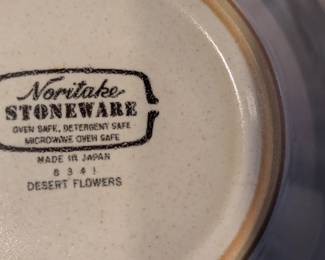 Noritake
STONEWARE
OVEN SAFE, DETERGENT SAFE
MICROWAVE OVEN SAFE
MADE IN JAPAN
8341
DESERT FLOWERS